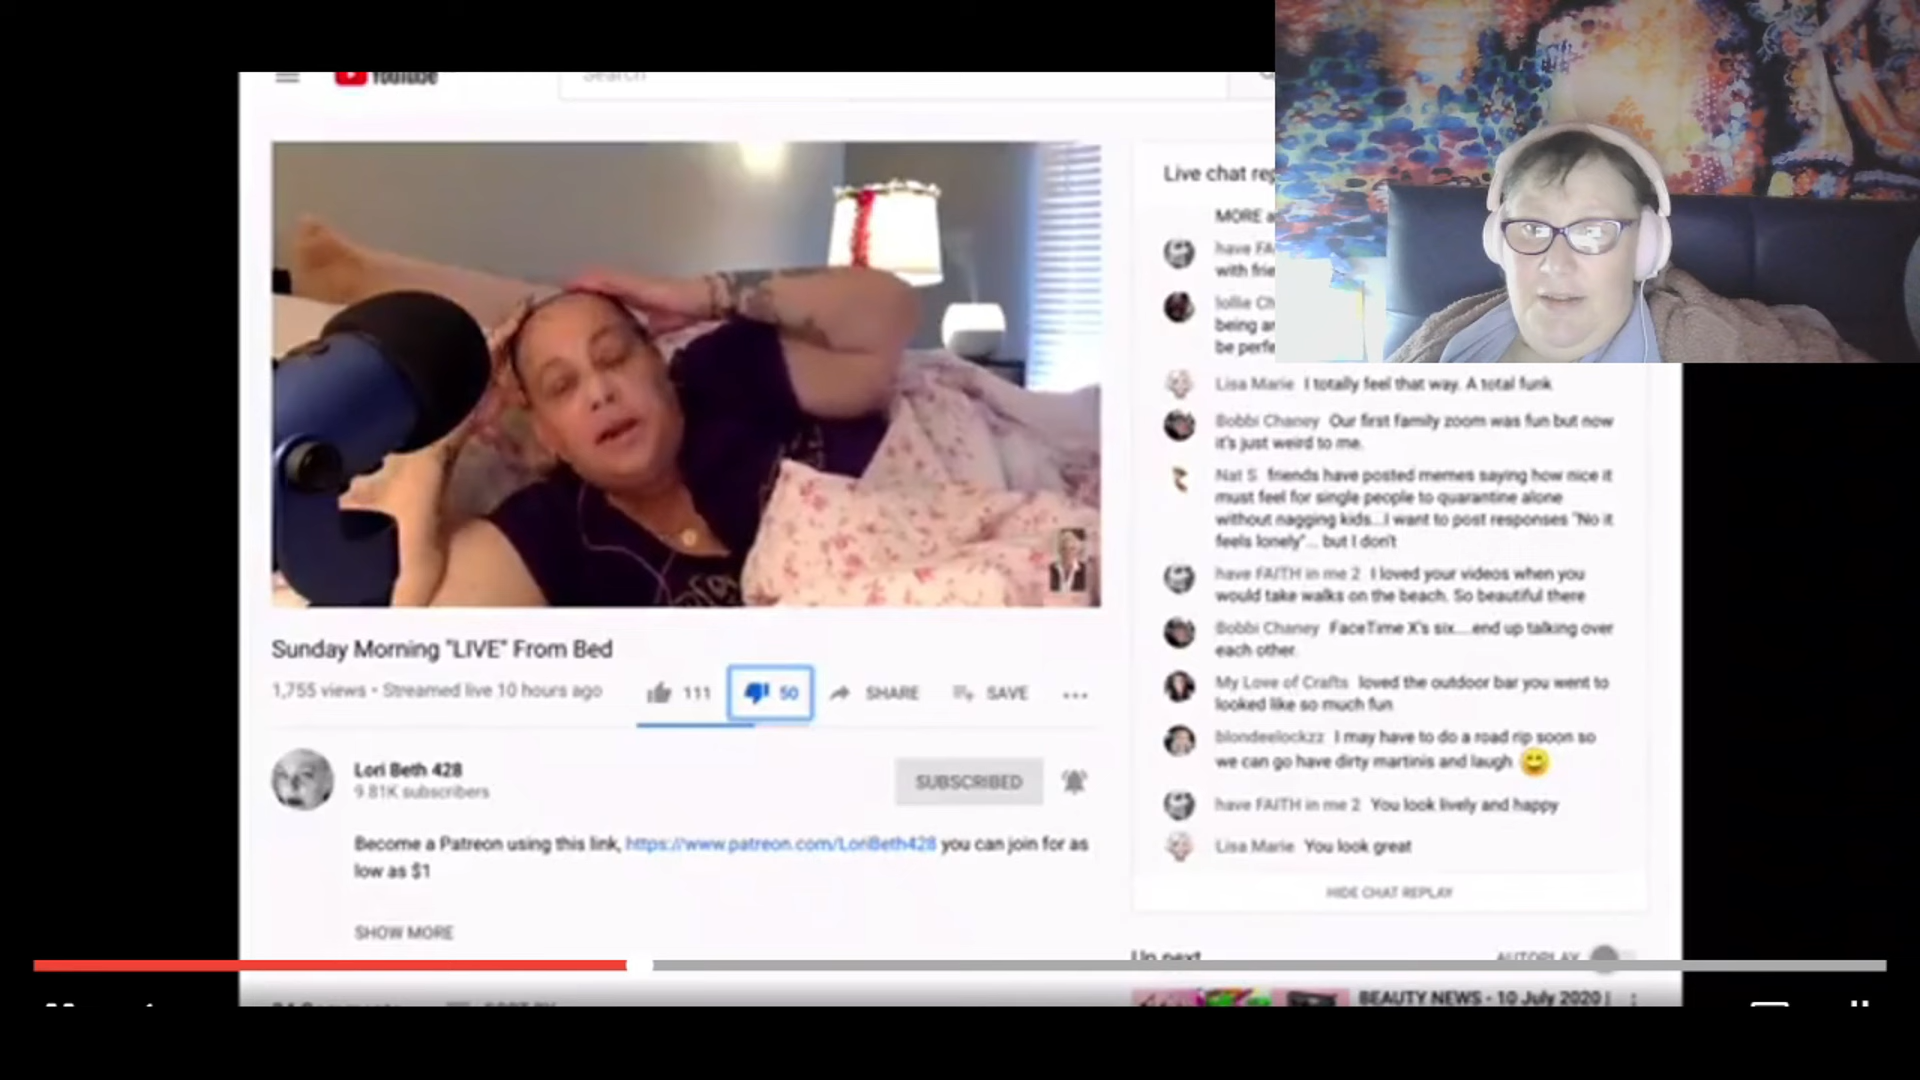 YouTube
Search
Sunday Morning "LIVE" From Bed
1,755 views • Streamed live 10 hours ago
111
50
SHARE
SAVE
Lori Beth 428
9.81K subscribers
SUBSCRIBED
Become a Patreon using this link, https://www.patreon.com/LoriBeth428 you can join for as
low as $1
SHOW MORE
Live chat
MORE
have
with
lollie
being
Lisa Marie I totally feel that way. A total funk
Bobbi Chaney Our first family zoom was fun but now
it's just weird to me.
Nat S friends have posted memes saying how nice it
must feel for single people to quarantine alone
without nagging kids...I want to post responses "No it
feels lonely"... but I don't
have FAITH in me 2 I loved your videos when you
would take walks on the beach. So beautiful there
Bobbi Chaney FaceTime X's six....end up talking over
each other.
My Love of Crafts loved the outdoor bar you went to
looked like so much fun
blondeelockzz I may have to do a road rip soon so
we can go have dirty martinis and laugh 😄
have FAITH in me 2 You look lively and happy
Lisa Marie You look great
HIDE CHAT REPLAY
Up next
AUTOPLAY
BEAUTY NEWS - 10 July 2020 |